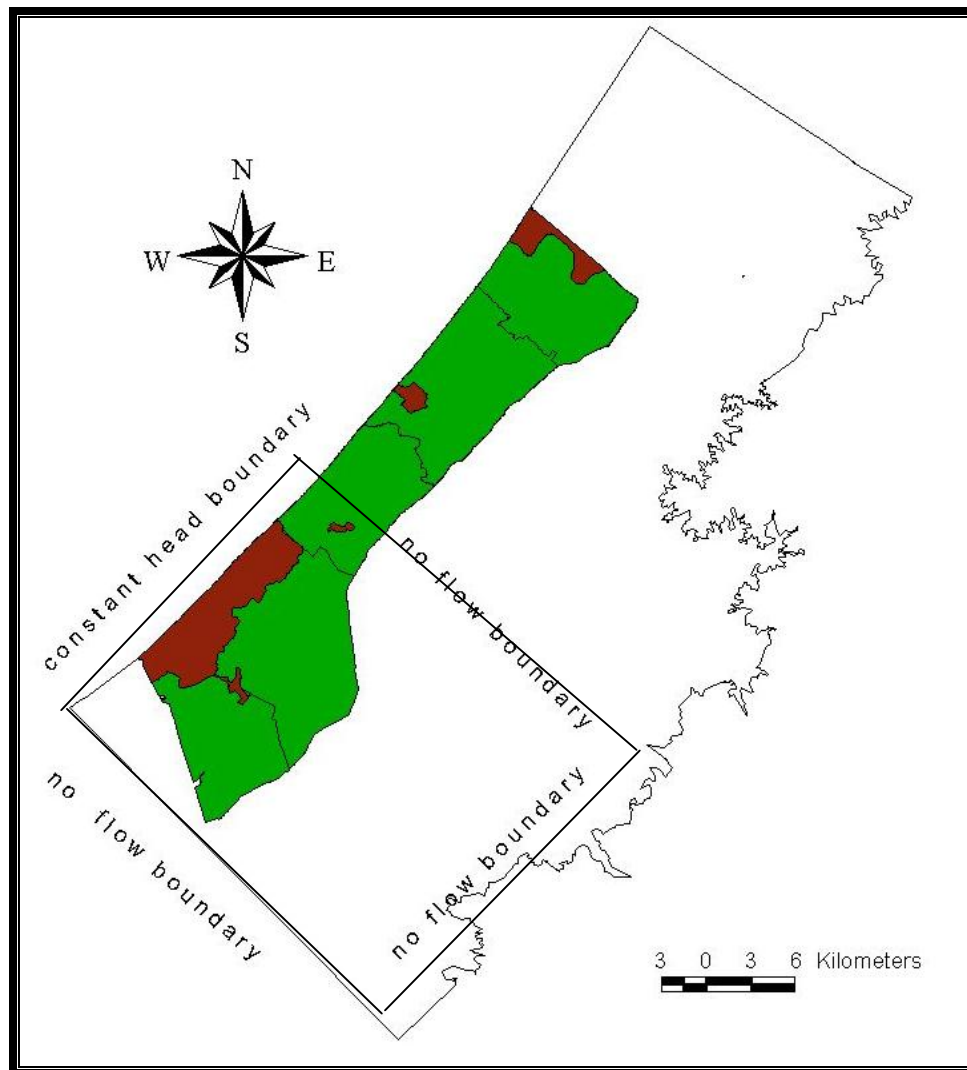 N
W E
S
constant head boundary
no flow boundary
no flow boundary
no flow boundary
3 0 3 6 Kilometers